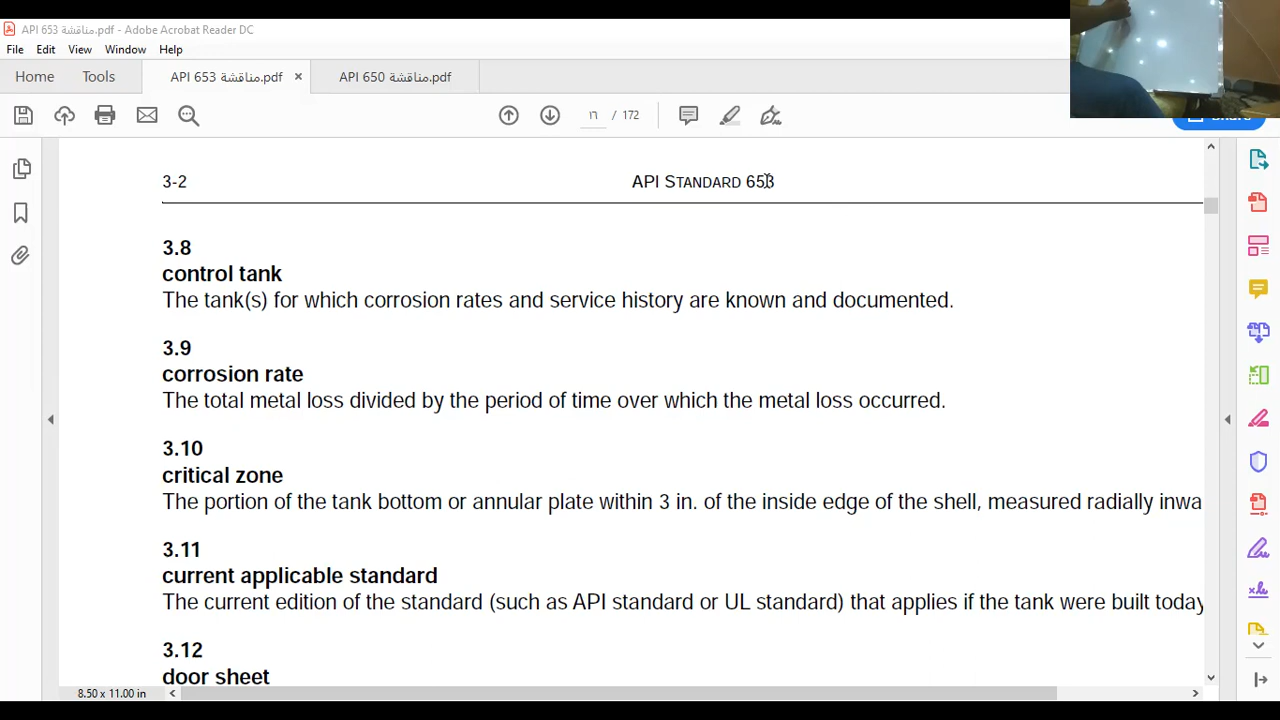 API 653 مناقشة.pdf - Adobe Acrobat Reader DC
File Edit View Window Help
Home Tools API 653 مناقشة.pdf × API 650 مناقشة.pdf
١٦ / 172
3-2 API STANDARD 653
3.8
control tank
The tank(s) for which corrosion rates and service history are known and documented.
3.9
corrosion rate
The total metal loss divided by the period of time over which the metal loss occurred.
3.10
critical zone
The portion of the tank bottom or annular plate within 3 in. of the inside edge of the shell, measured radially inwa
3.11
current applicable standard
The current edition of the standard (such as API standard or UL standard) that applies if the tank were built today
3.12
door sheet
8.50 x 11.00 in